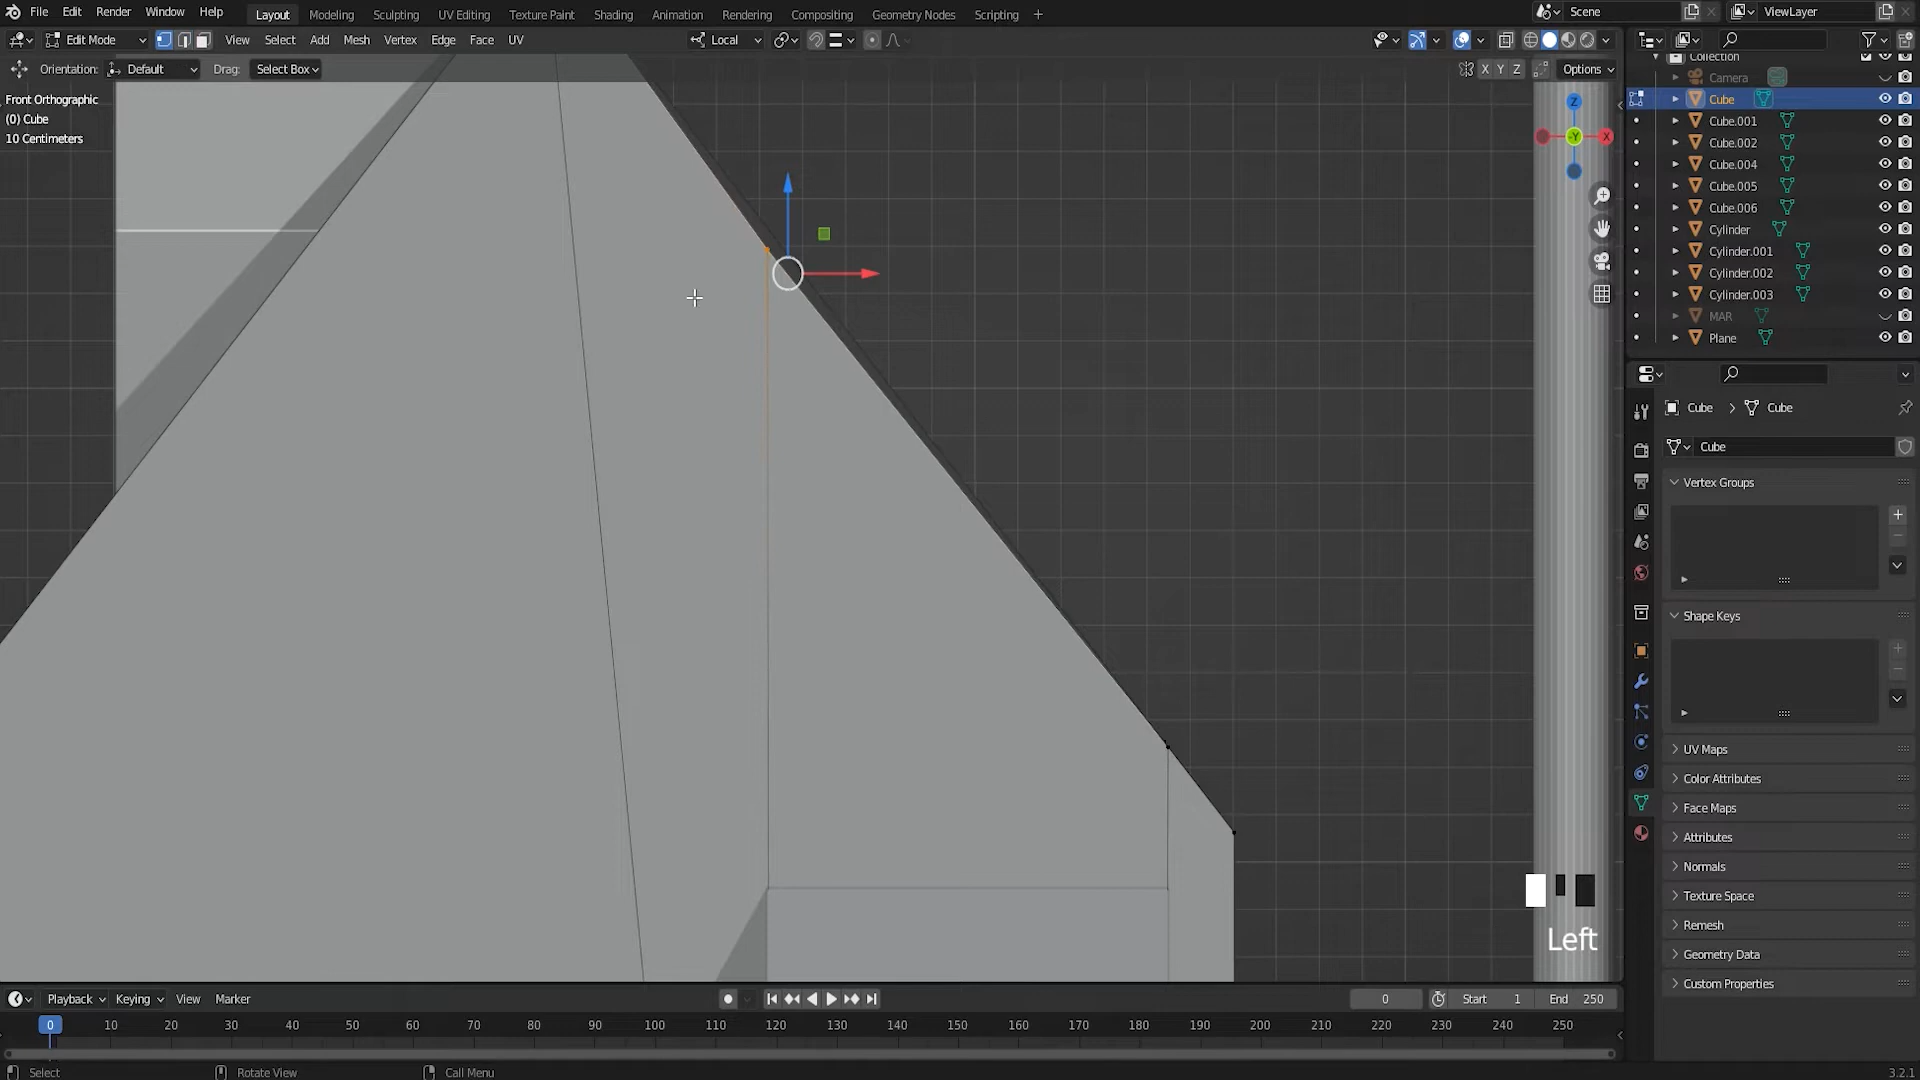 File Edit Render Window Help Layout Modeling Sculpting UV Editing Texture Paint Shading Animation Rendering Compositing Geometry Nodes Scripting + Scene ViewLayer
Edit Mode View Select Add Mesh Vertex Edge Face UV Local
Orientation: Default Drag: Select Box X Y Z Options
Front Orthographic
(0) Cube
10 Centimeters
Z
-Y X
Collection
Camera
Cube
Cube.001
Cube.002
Cube.004
Cube.005
Cube.006
Cylinder
Cylinder.001
Cylinder.002
Cylinder.003
MAR
Plane
Cube > Cube
Cube
Vertex Groups
Shape Keys
UV Maps
Color Attributes
Face Maps
Attributes
Normals
Texture Space
Remesh
Geometry Data
Custom Properties
Left
Playback Keying View Marker 0 Start 1 End 250
0 10 20 30 40 50 60 70 80 90 100 110 120 130 140 150 160 170 180 190 200 210 220 230 240 250
Select Rotate View Call Menu 3.2.1